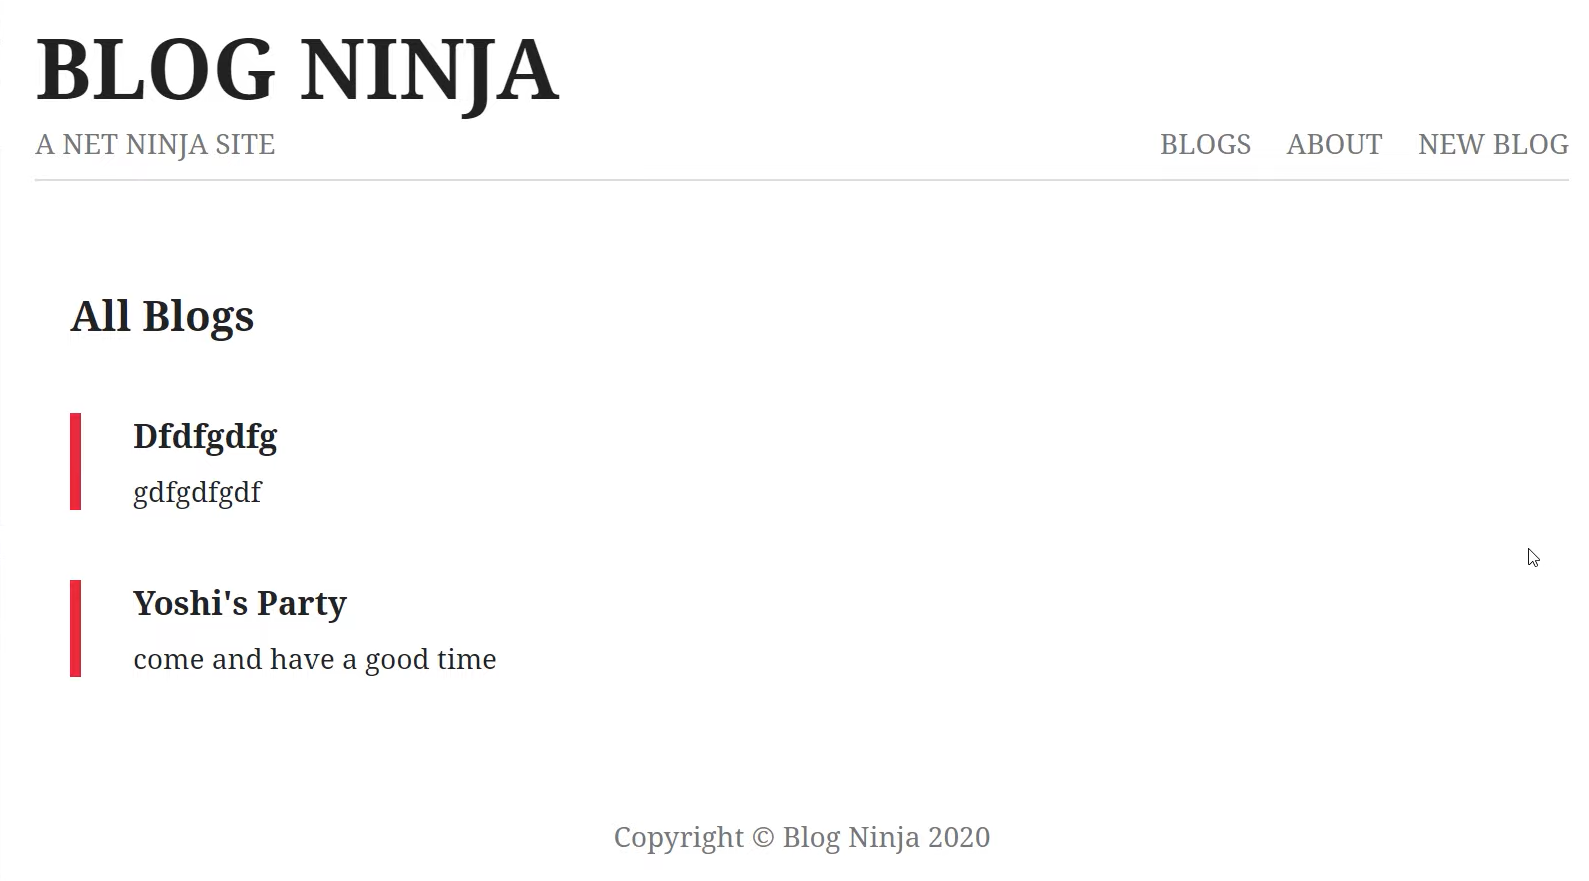 BLOG NINJA
A NET NINJA SITE
BLOGS ABOUT NEW BLOG
All Blogs
Dfdfgdfg
gdfgdfgdf
Yoshi's Party
come and have a good time
Copyright © Blog Ninja 2020